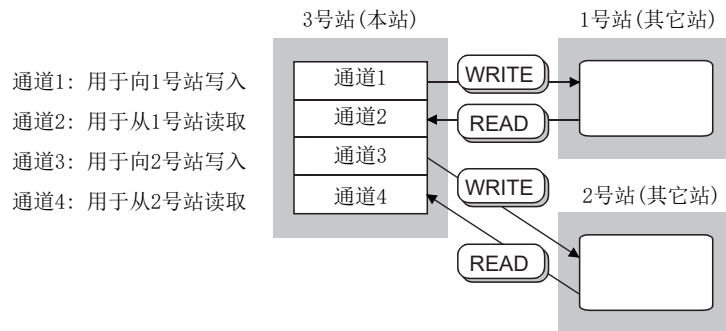 3号站(本站)
1号站(其它站)
通道1: 用于向1号站写入
通道2: 用于从1号站读取
通道3: 用于向2号站写入
通道4: 用于从2号站读取
通道1
通道2
通道3
通道4
WRITE
READ
WRITE
READ
2号站(其它站)